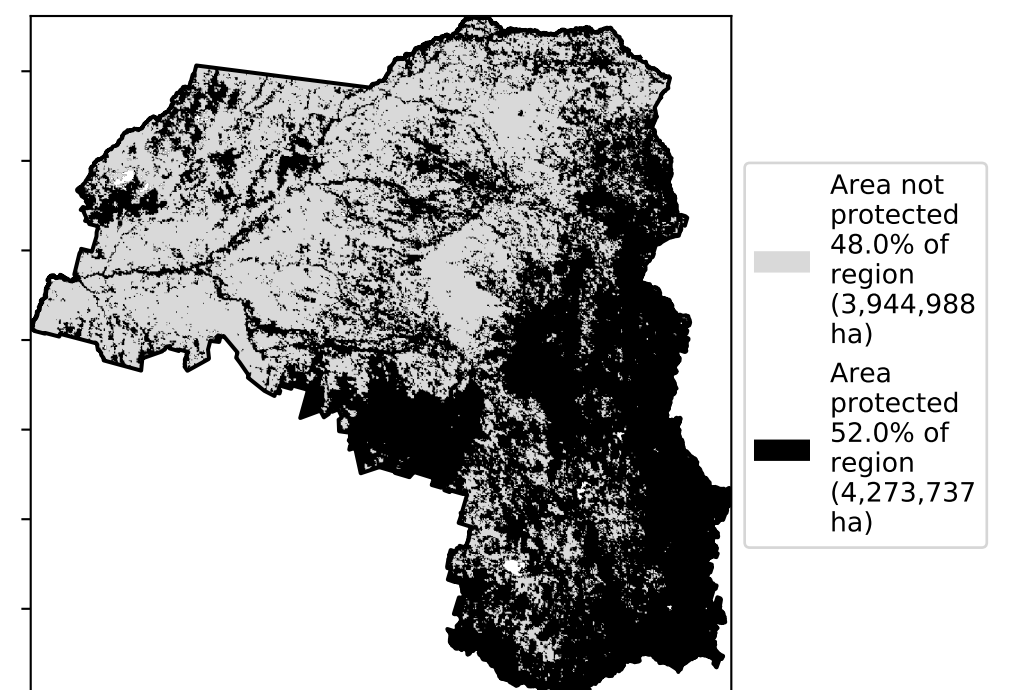 Area not
protected
48.0% of
region
(3,944,988
ha)
Area
protected
52.0% of
region
(4,273,737
ha)